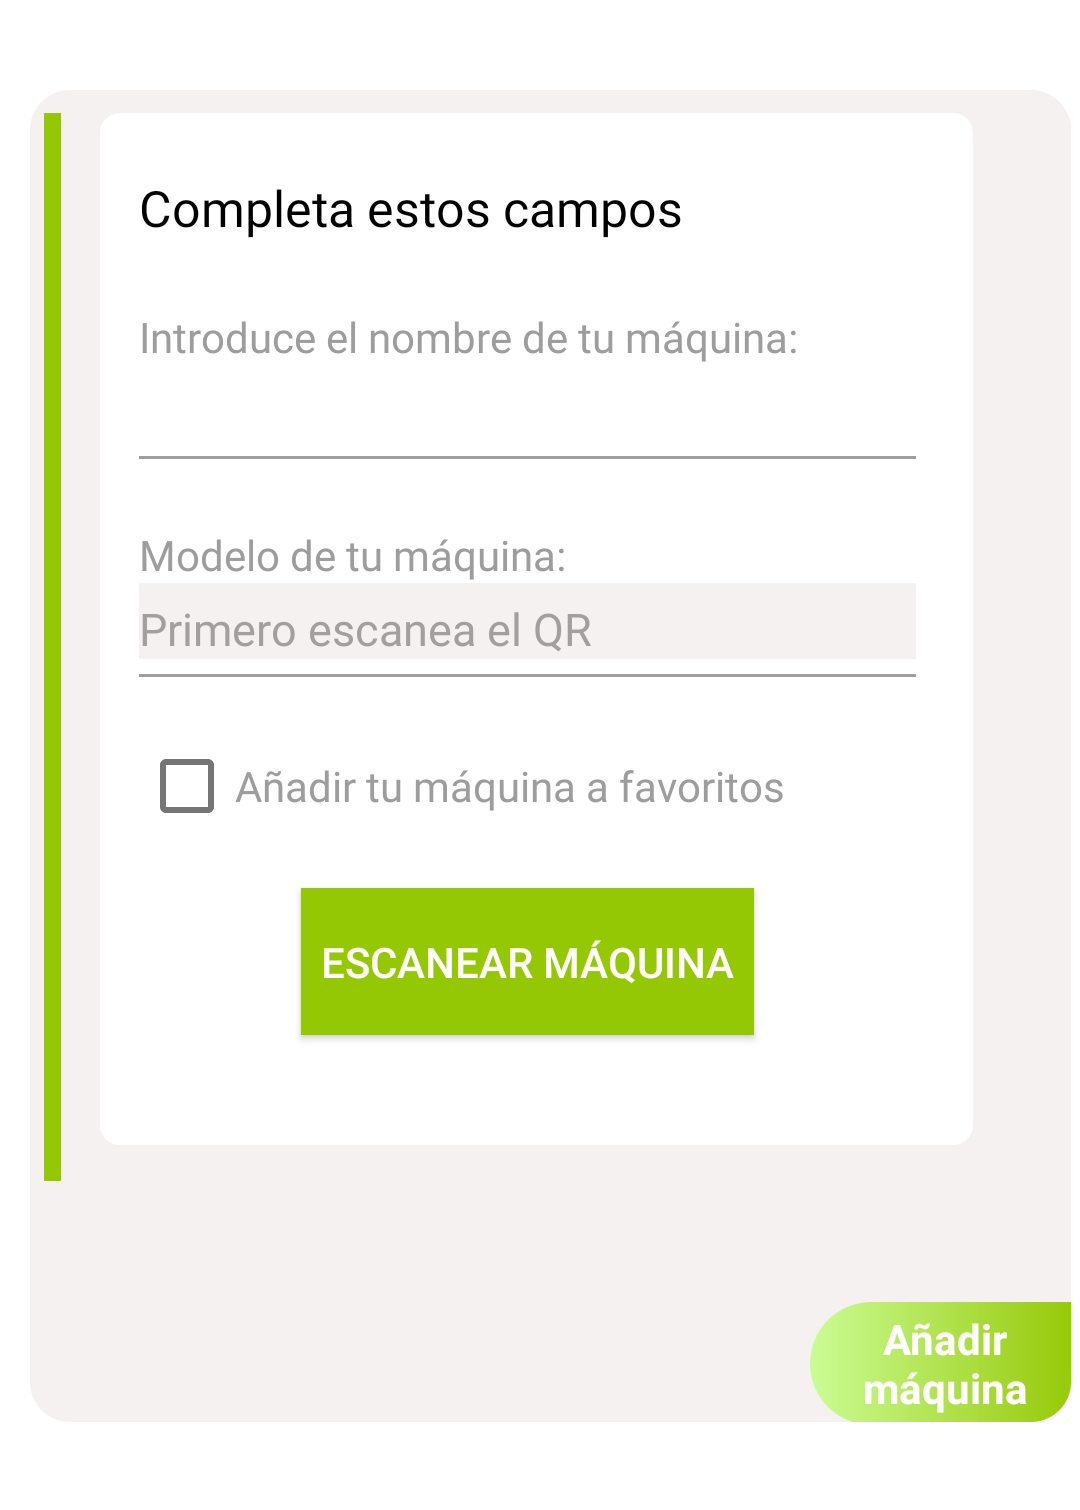 Completa estos campos
Introduce el nombre de tu máquina:
Modelo de tu máquina:
Primero escanea el QR
Añadir tu máquina a favoritos
ESCANEAR MÁQUINA
Añadir
máquina